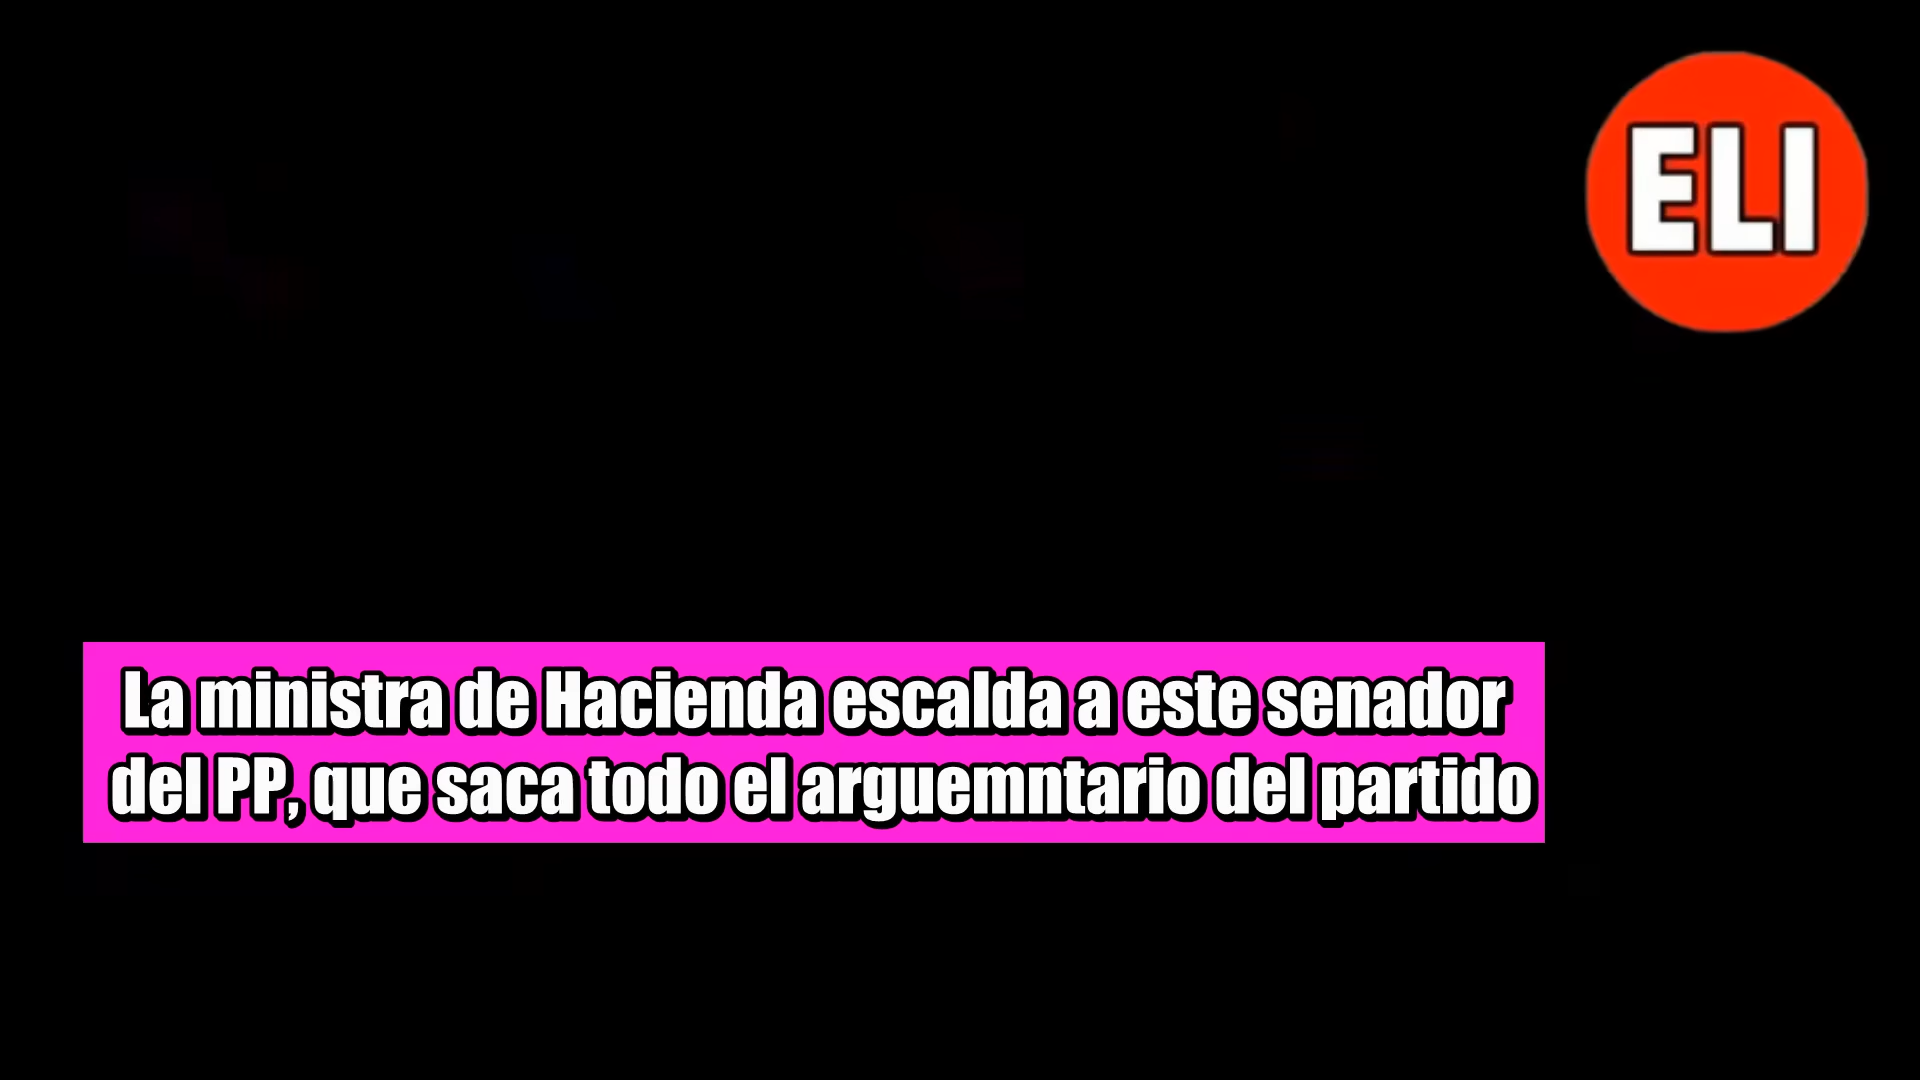 ELI
La ministra de Hacienda escalda a este senador
del PP, que saca todo el arguemntario del partido